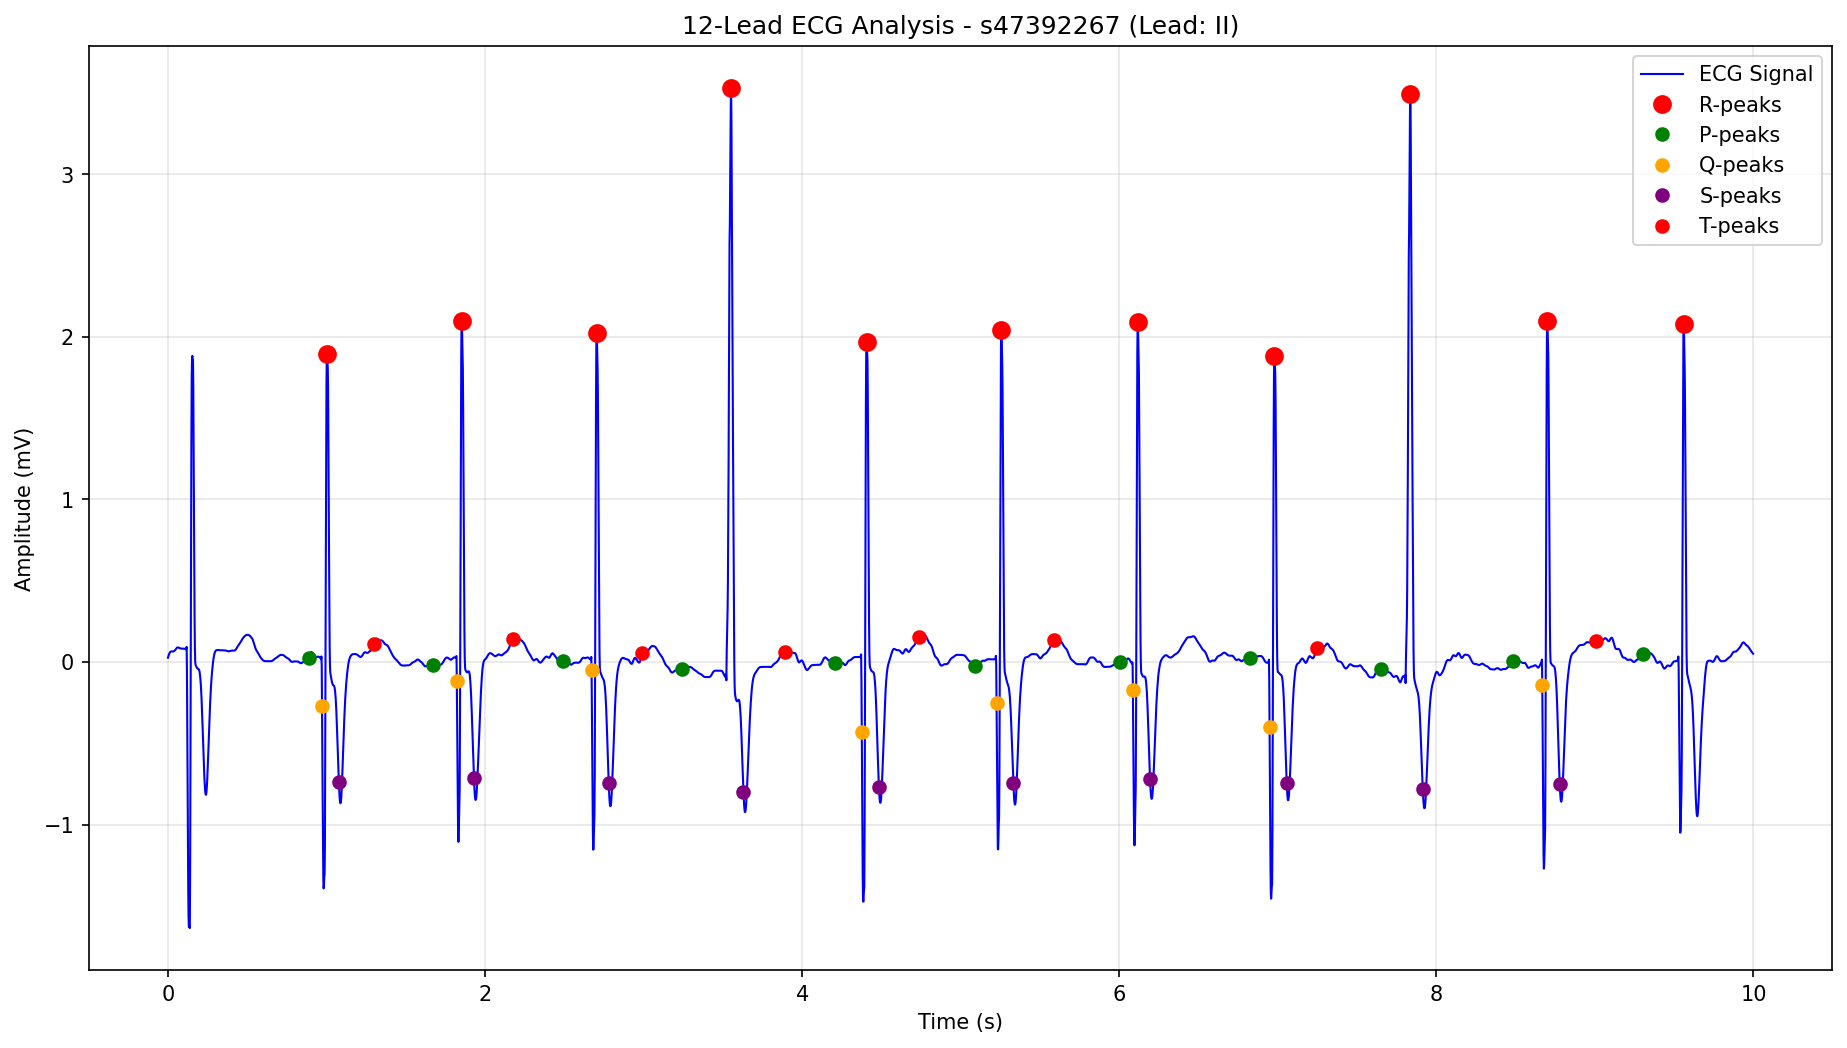 12-Lead ECG Analysis - s47392267 (Lead: II)
ECG Signal
R-peaks
P-peaks
Q-peaks
S-peaks
T-peaks
Amplitude (mV)
3
2
1
0
−1
0 2 4 6 8 10
Time (s)